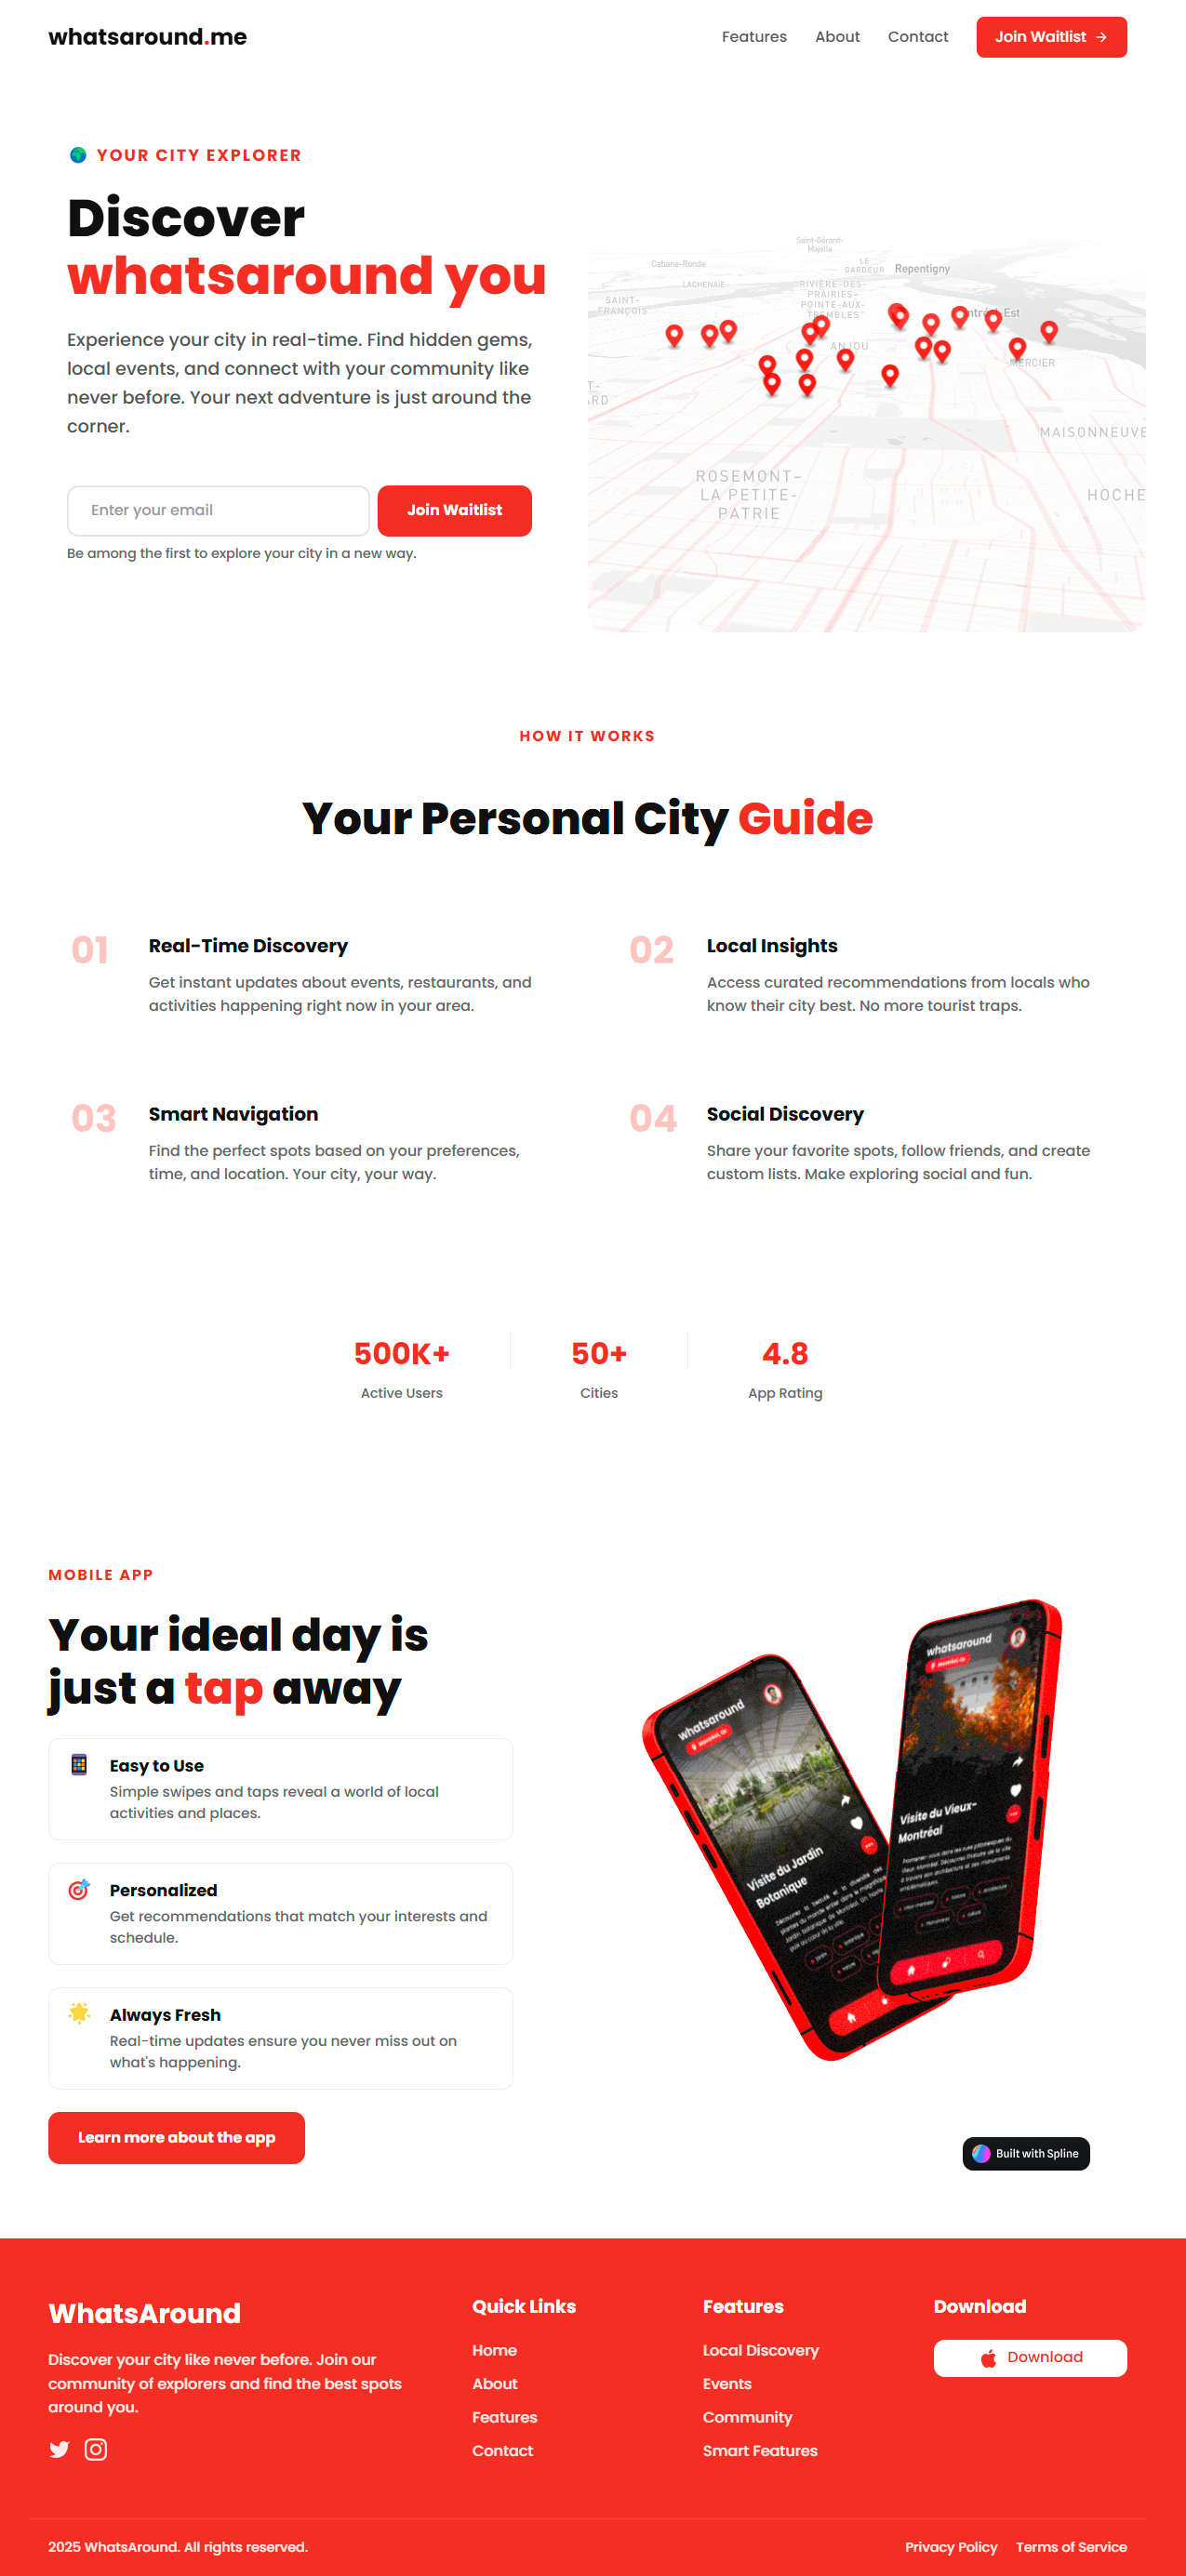 whatsaround.me
Features
About
Contact
Join Waitlist →
YOUR CITY EXPLORER
Discover
whatsaround you
Experience your city in real-time. Find hidden gems,
local events, and connect with your community like
never before. Your next adventure is just around the
corner.
Enter your email
Join Waitlist
Be among the first to explore your city in a new way.
Saint-Gérard-
Majella
Cabane-Ronde
LE
GARDEUR
Repentigny
LACHENAIE
RIVIÈRE-DES-
PRAIRIES–
POINTE-AUX-
TREMBLES
SAINT-
FRANÇOIS
ANJOU
MERCIER
MAISONNEUVE
ROSEMONT–
LA PETITE-
PATRIE
HOCHE
HOW IT WORKS
Your Personal City Guide
01
Real-Time Discovery
Get instant updates about events, restaurants, and
activities happening right now in your area.
02
Local Insights
Access curated recommendations from locals who
know their city best. No more tourist traps.
03
Smart Navigation
Find the perfect spots based on your preferences,
time, and location. Your city, your way.
04
Social Discovery
Share your favorite spots, follow friends, and create
custom lists. Make exploring social and fun.
500K+
Active Users
50+
Cities
4.8
App Rating
MOBILE APP
Your ideal day is
just a tap away
Easy to Use
Simple swipes and taps reveal a world of local
activities and places.
Personalized
Get recommendations that match your interests and
schedule.
Always Fresh
Real-time updates ensure you never miss out on
what's happening.
Learn more about the app
whatsaround
Montréal, Qc
Visite du Jardin
Botanique
whatsaround
Montréal, Qc
Visite du Vieux-
Montréal
Built with Spline
WhatsAround
Discover your city like never before. Join our
community of explorers and find the best spots
around you.
Quick Links
Home
About
Features
Contact
Features
Local Discovery
Events
Community
Smart Features
Download
Download
2025 WhatsAround. All rights reserved.
Privacy Policy
Terms of Service